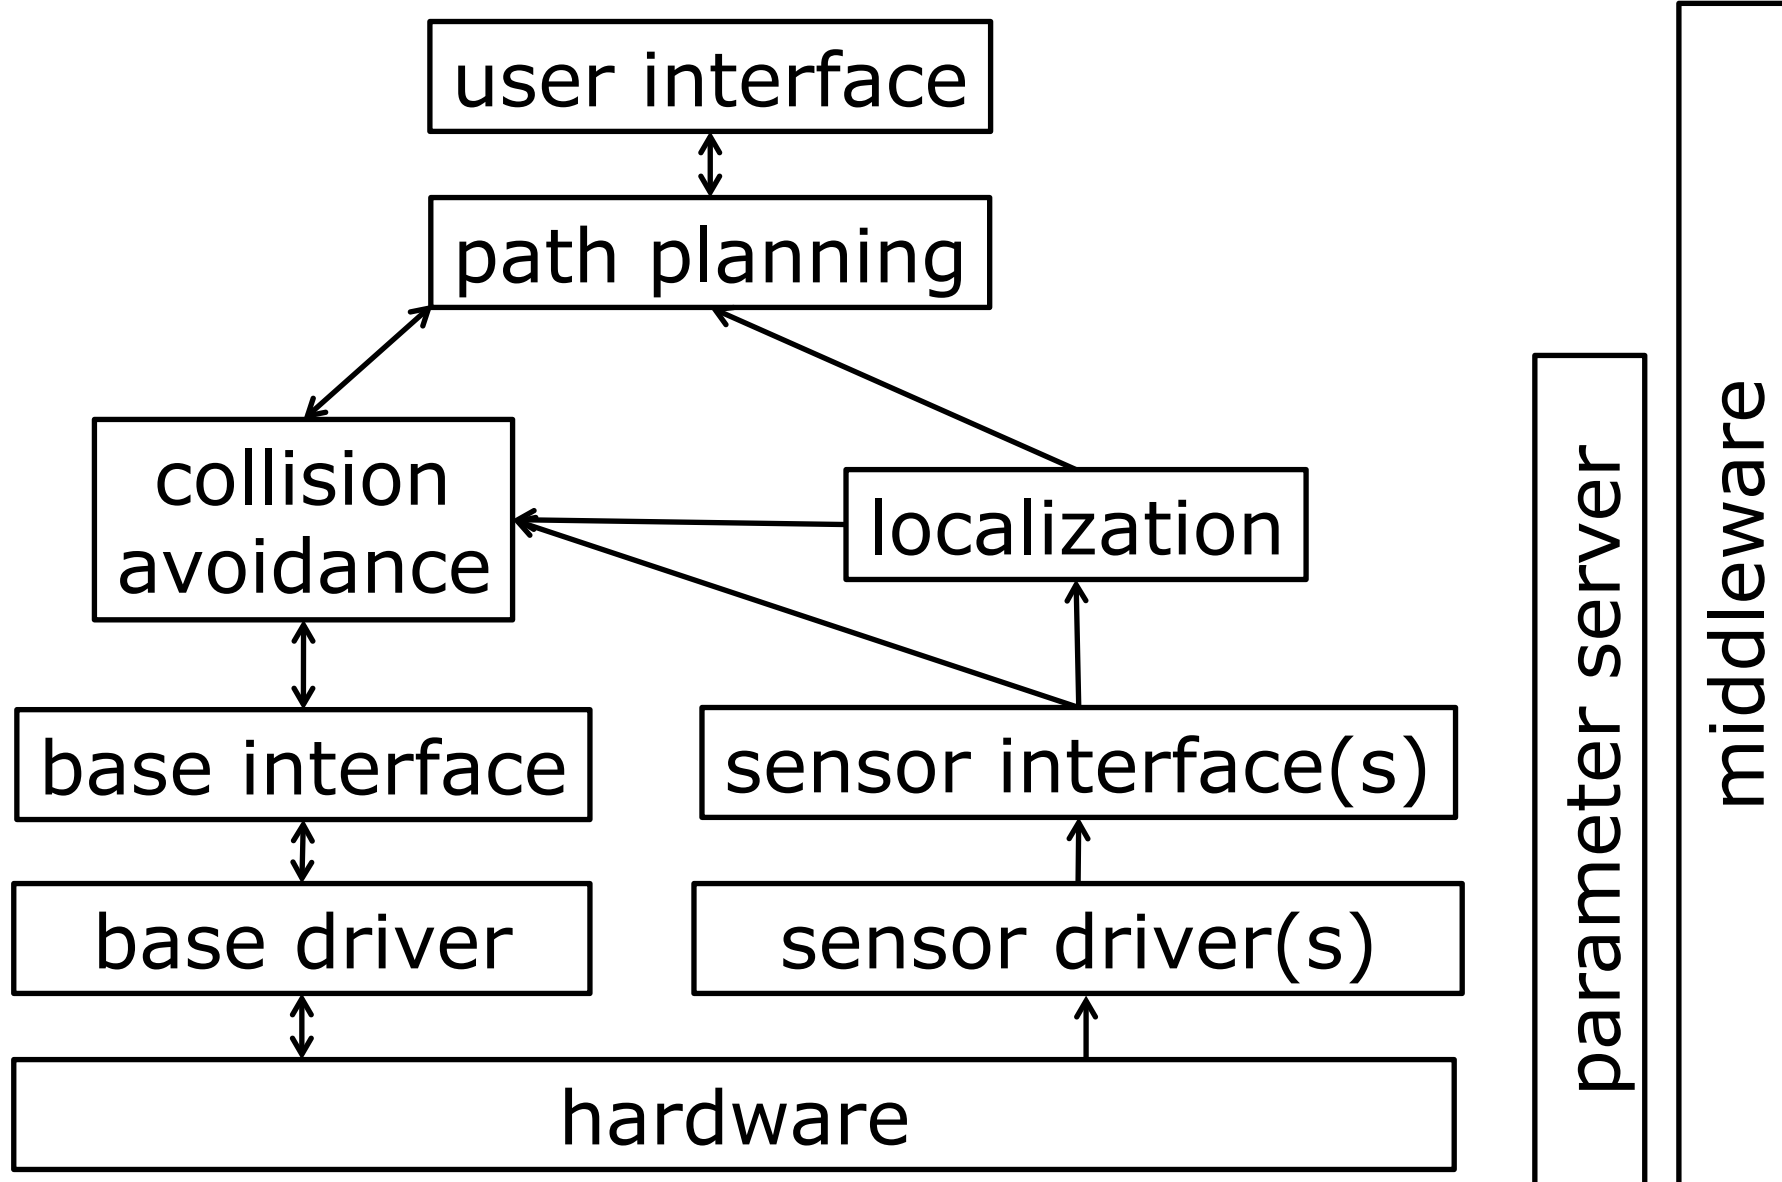 user interface
path planning
collision
avoidance
localization
base interface
sensor interface(s)
base driver
sensor driver(s)
hardware
parameter server
middleware